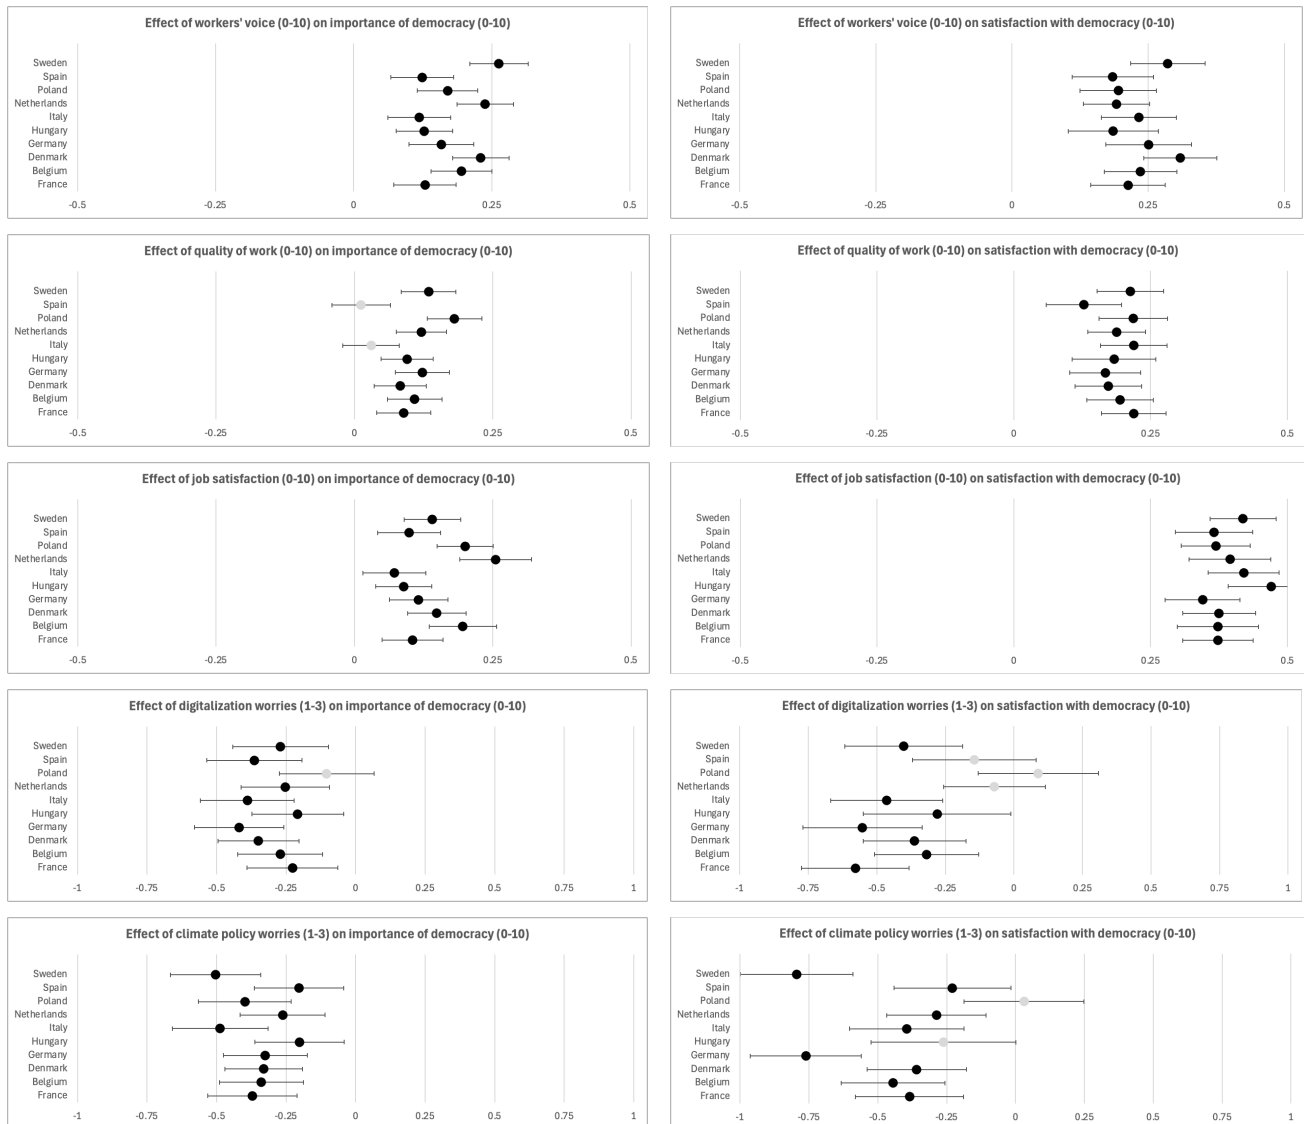 Effect of workers' voice (0-10) on importance of democracy (0-10)
Sweden
Spain
Poland
Netherlands
Italy
Hungary
Germany
Denmark
Belgium
France
-0.5 -0.25 0 0.25 0.5
Effect of workers' voice (0-10) on satisfaction with democracy (0-10)
Sweden
Spain
Poland
Netherlands
Italy
Hungary
Germany
Denmark
Belgium
France
-0.5 -0.25 0 0.25 0.5
Effect of quality of work (0-10) on importance of democracy (0-10)
Sweden
Spain
Poland
Netherlands
Italy
Hungary
Germany
Denmark
Belgium
France
-0.5 -0.25 0 0.25 0.5
Effect of quality of work (0-10) on satisfaction with democracy (0-10)
Sweden
Spain
Poland
Netherlands
Italy
Hungary
Germany
Denmark
Belgium
France
-0.5 -0.25 0 0.25 0.5
Effect of job satisfaction (0-10) on importance of democracy (0-10)
Sweden
Spain
Poland
Netherlands
Italy
Hungary
Germany
Denmark
Belgium
France
-0.5 -0.25 0 0.25 0.5
Effect of job satisfaction (0-10) on satisfaction with democracy (0-10)
Sweden
Spain
Poland
Netherlands
Italy
Hungary
Germany
Denmark
Belgium
France
-0.5 -0.25 0 0.25 0.5
Effect of digitalization worries (1-3) on importance of democracy (0-10)
Sweden
Spain
Poland
Netherlands
Italy
Hungary
Germany
Denmark
Belgium
France
-1 -0.75 -0.5 -0.25 0 0.25 0.5 0.75 1
Effect of digitalization worries (1-3) on satisfaction with democracy (0-10)
Sweden
Spain
Poland
Netherlands
Italy
Hungary
Germany
Denmark
Belgium
France
-1 -0.75 -0.5 -0.25 0 0.25 0.5 0.75 1
Effect of climate policy worries (1-3) on importance of democracy (0-10)
Sweden
Spain
Poland
Netherlands
Italy
Hungary
Germany
Denmark
Belgium
France
-1 -0.75 -0.5 -0.25 0 0.25 0.5 0.75 1
Effect of climate policy worries (1-3) on satisfaction with democracy (0-10)
Sweden
Spain
Poland
Netherlands
Italy
Hungary
Germany
Denmark
Belgium
France
-1 -0.75 -0.5 -0.25 0 0.25 0.5 0.75 1